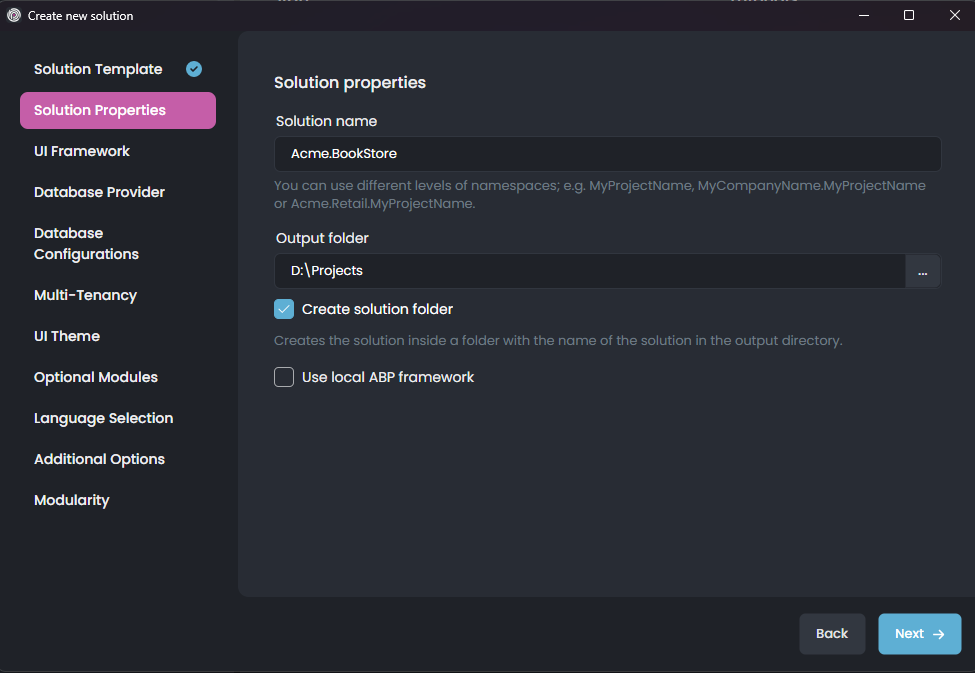 Create new solution
Solution Template
Solution Properties
UI Framework
Database Provider
Database
Configurations
Multi-Tenancy
UI Theme
Optional Modules
Language Selection
Additional Options
Modularity
Solution properties
Solution name
Acme.BookStore
You can use different levels of namespaces; e.g. MyProjectName, MyCompanyName.MyProjectName
or Acme.Retail.MyProjectName.
Output folder
D:\Projects
...
Create solution folder
Creates the solution inside a folder with the name of the solution in the output directory.
Use local ABP framework
Back
Next →